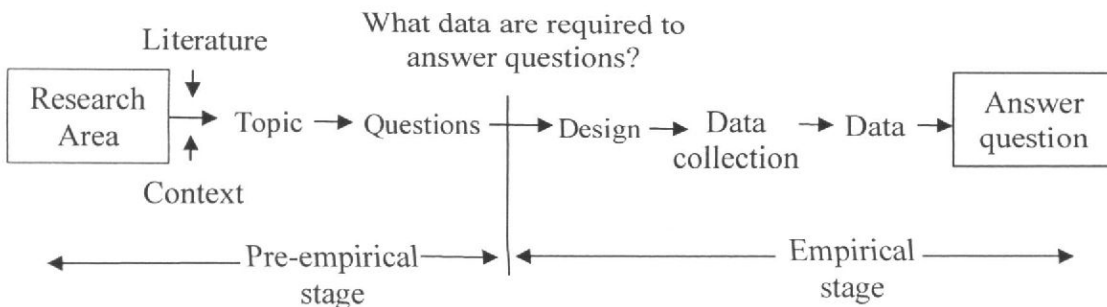 What data are required to
answer questions?
Literature
Research
Area
Topic
Questions
Design
Data
collection
Data
Answer
question
Context
Pre-empirical
stage
Empirical
stage